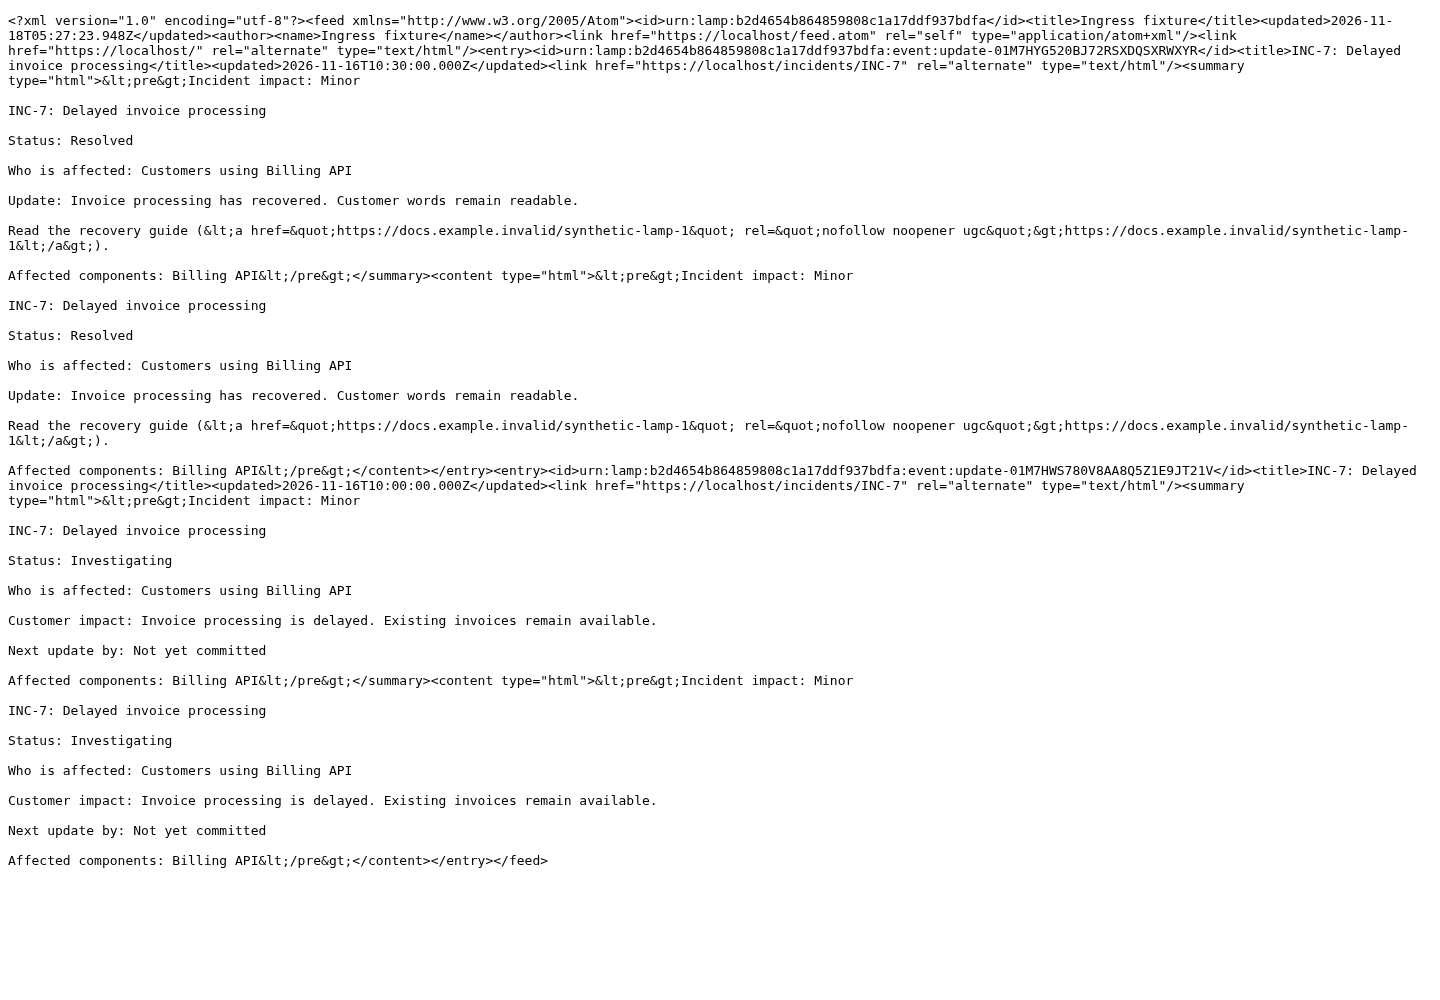 <?xml version="1.0" encoding="utf-8"?><feed xmlns="http://www.w3.org/2005/Atom"><id>urn:lamp:b2d4654b864859808c1a17ddf937bdfa</id><title>Ingress fixture</title><updated>2026-11-
18T05:27:23.948Z</updated><author><name>Ingress fixture</name></author><link href="https://localhost/feed.atom" rel="self" type="application/atom+xml"/><link
href="https://localhost/" rel="alternate" type="text/html"/><entry><id>urn:lamp:b2d4654b864859808c1a17ddf937bdfa:event:update-01M7HYG520BJ72RSXDQSXRWXYR</id><title>INC-7: Delayed
invoice processing</title><updated>2026-11-16T10:30:00.000Z</updated><link href="https://localhost/incidents/INC-7" rel="alternate" type="text/html"/><summary
type="html">&lt;pre&gt;Incident impact: Minor
INC-7: Delayed invoice processing
Status: Resolved
Who is affected: Customers using Billing API
Update: Invoice processing has recovered. Customer words remain readable.
Read the recovery guide (&lt;a href=&quot;https://docs.example.invalid/synthetic-lamp-1&quot; rel=&quot;nofollow noopener ugc&quot;&gt;https://docs.example.invalid/synthetic-lamp-
1&lt;/a&gt;).
Affected components: Billing API&lt;/pre&gt;</summary><content type="html">&lt;pre&gt;Incident impact: Minor
INC-7: Delayed invoice processing
Status: Resolved
Who is affected: Customers using Billing API
Update: Invoice processing has recovered. Customer words remain readable.
Read the recovery guide (&lt;a href=&quot;https://docs.example.invalid/synthetic-lamp-1&quot; rel=&quot;nofollow noopener ugc&quot;&gt;https://docs.example.invalid/synthetic-lamp-
1&lt;/a&gt;).
Affected components: Billing API&lt;/pre&gt;</content></entry><entry><id>urn:lamp:b2d4654b864859808c1a17ddf937bdfa:event:update-01M7HWS780V8AA8Q5Z1E9JT21V</id><title>INC-7: Delayed
invoice processing</title><updated>2026-11-16T10:00:00.000Z</updated><link href="https://localhost/incidents/INC-7" rel="alternate" type="text/html"/><summary
type="html">&lt;pre&gt;Incident impact: Minor
INC-7: Delayed invoice processing
Status: Investigating
Who is affected: Customers using Billing API
Customer impact: Invoice processing is delayed. Existing invoices remain available.
Next update by: Not yet committed
Affected components: Billing API&lt;/pre&gt;</summary><content type="html">&lt;pre&gt;Incident impact: Minor
INC-7: Delayed invoice processing
Status: Investigating
Who is affected: Customers using Billing API
Customer impact: Invoice processing is delayed. Existing invoices remain available.
Next update by: Not yet committed
Affected components: Billing API&lt;/pre&gt;</content></entry></feed>